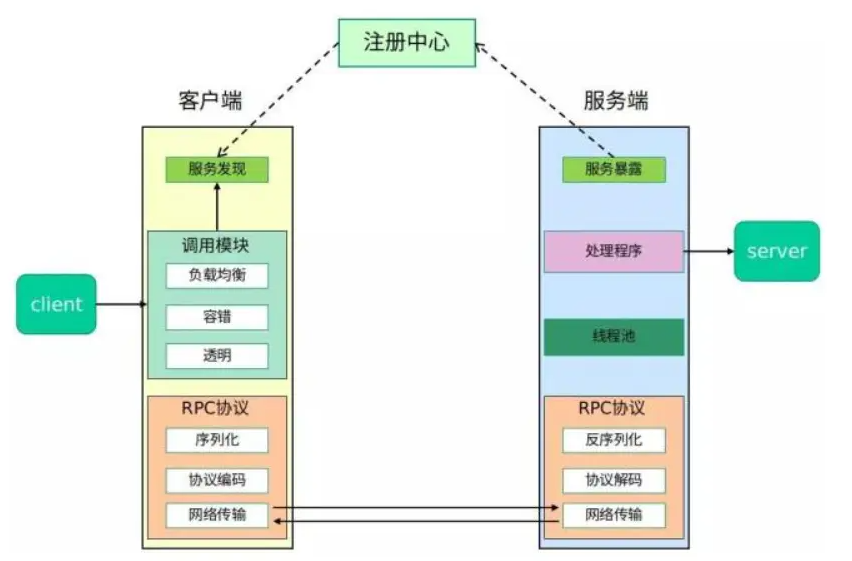 注册中心
客户端
服务发现
client
调用模块
负载均衡
容错
透明
RPC协议
序列化
协议编码
网络传输
服务端
服务暴露
处理程序
server
线程池
RPC协议
反序列化
协议解码
网络传输